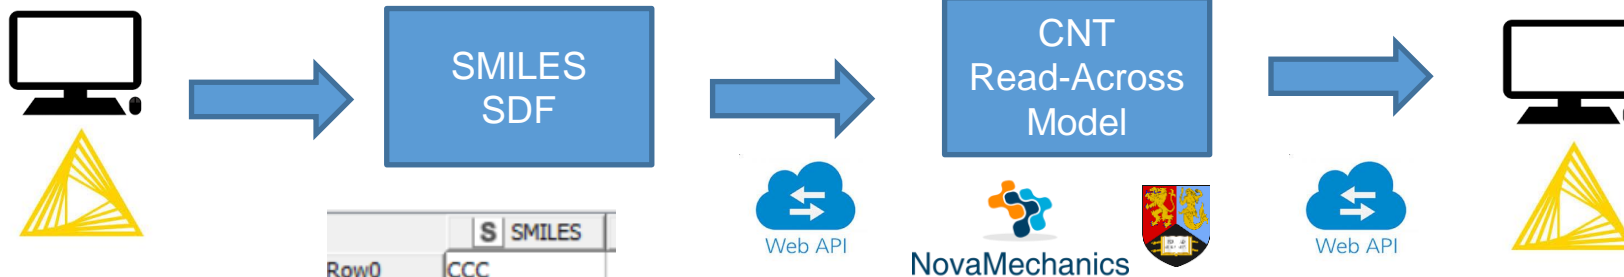 SMILES
SDF
CNT
Read-Across
Model
Web API
NovaMechanics
Web API
S SMILES
Row0 CCC